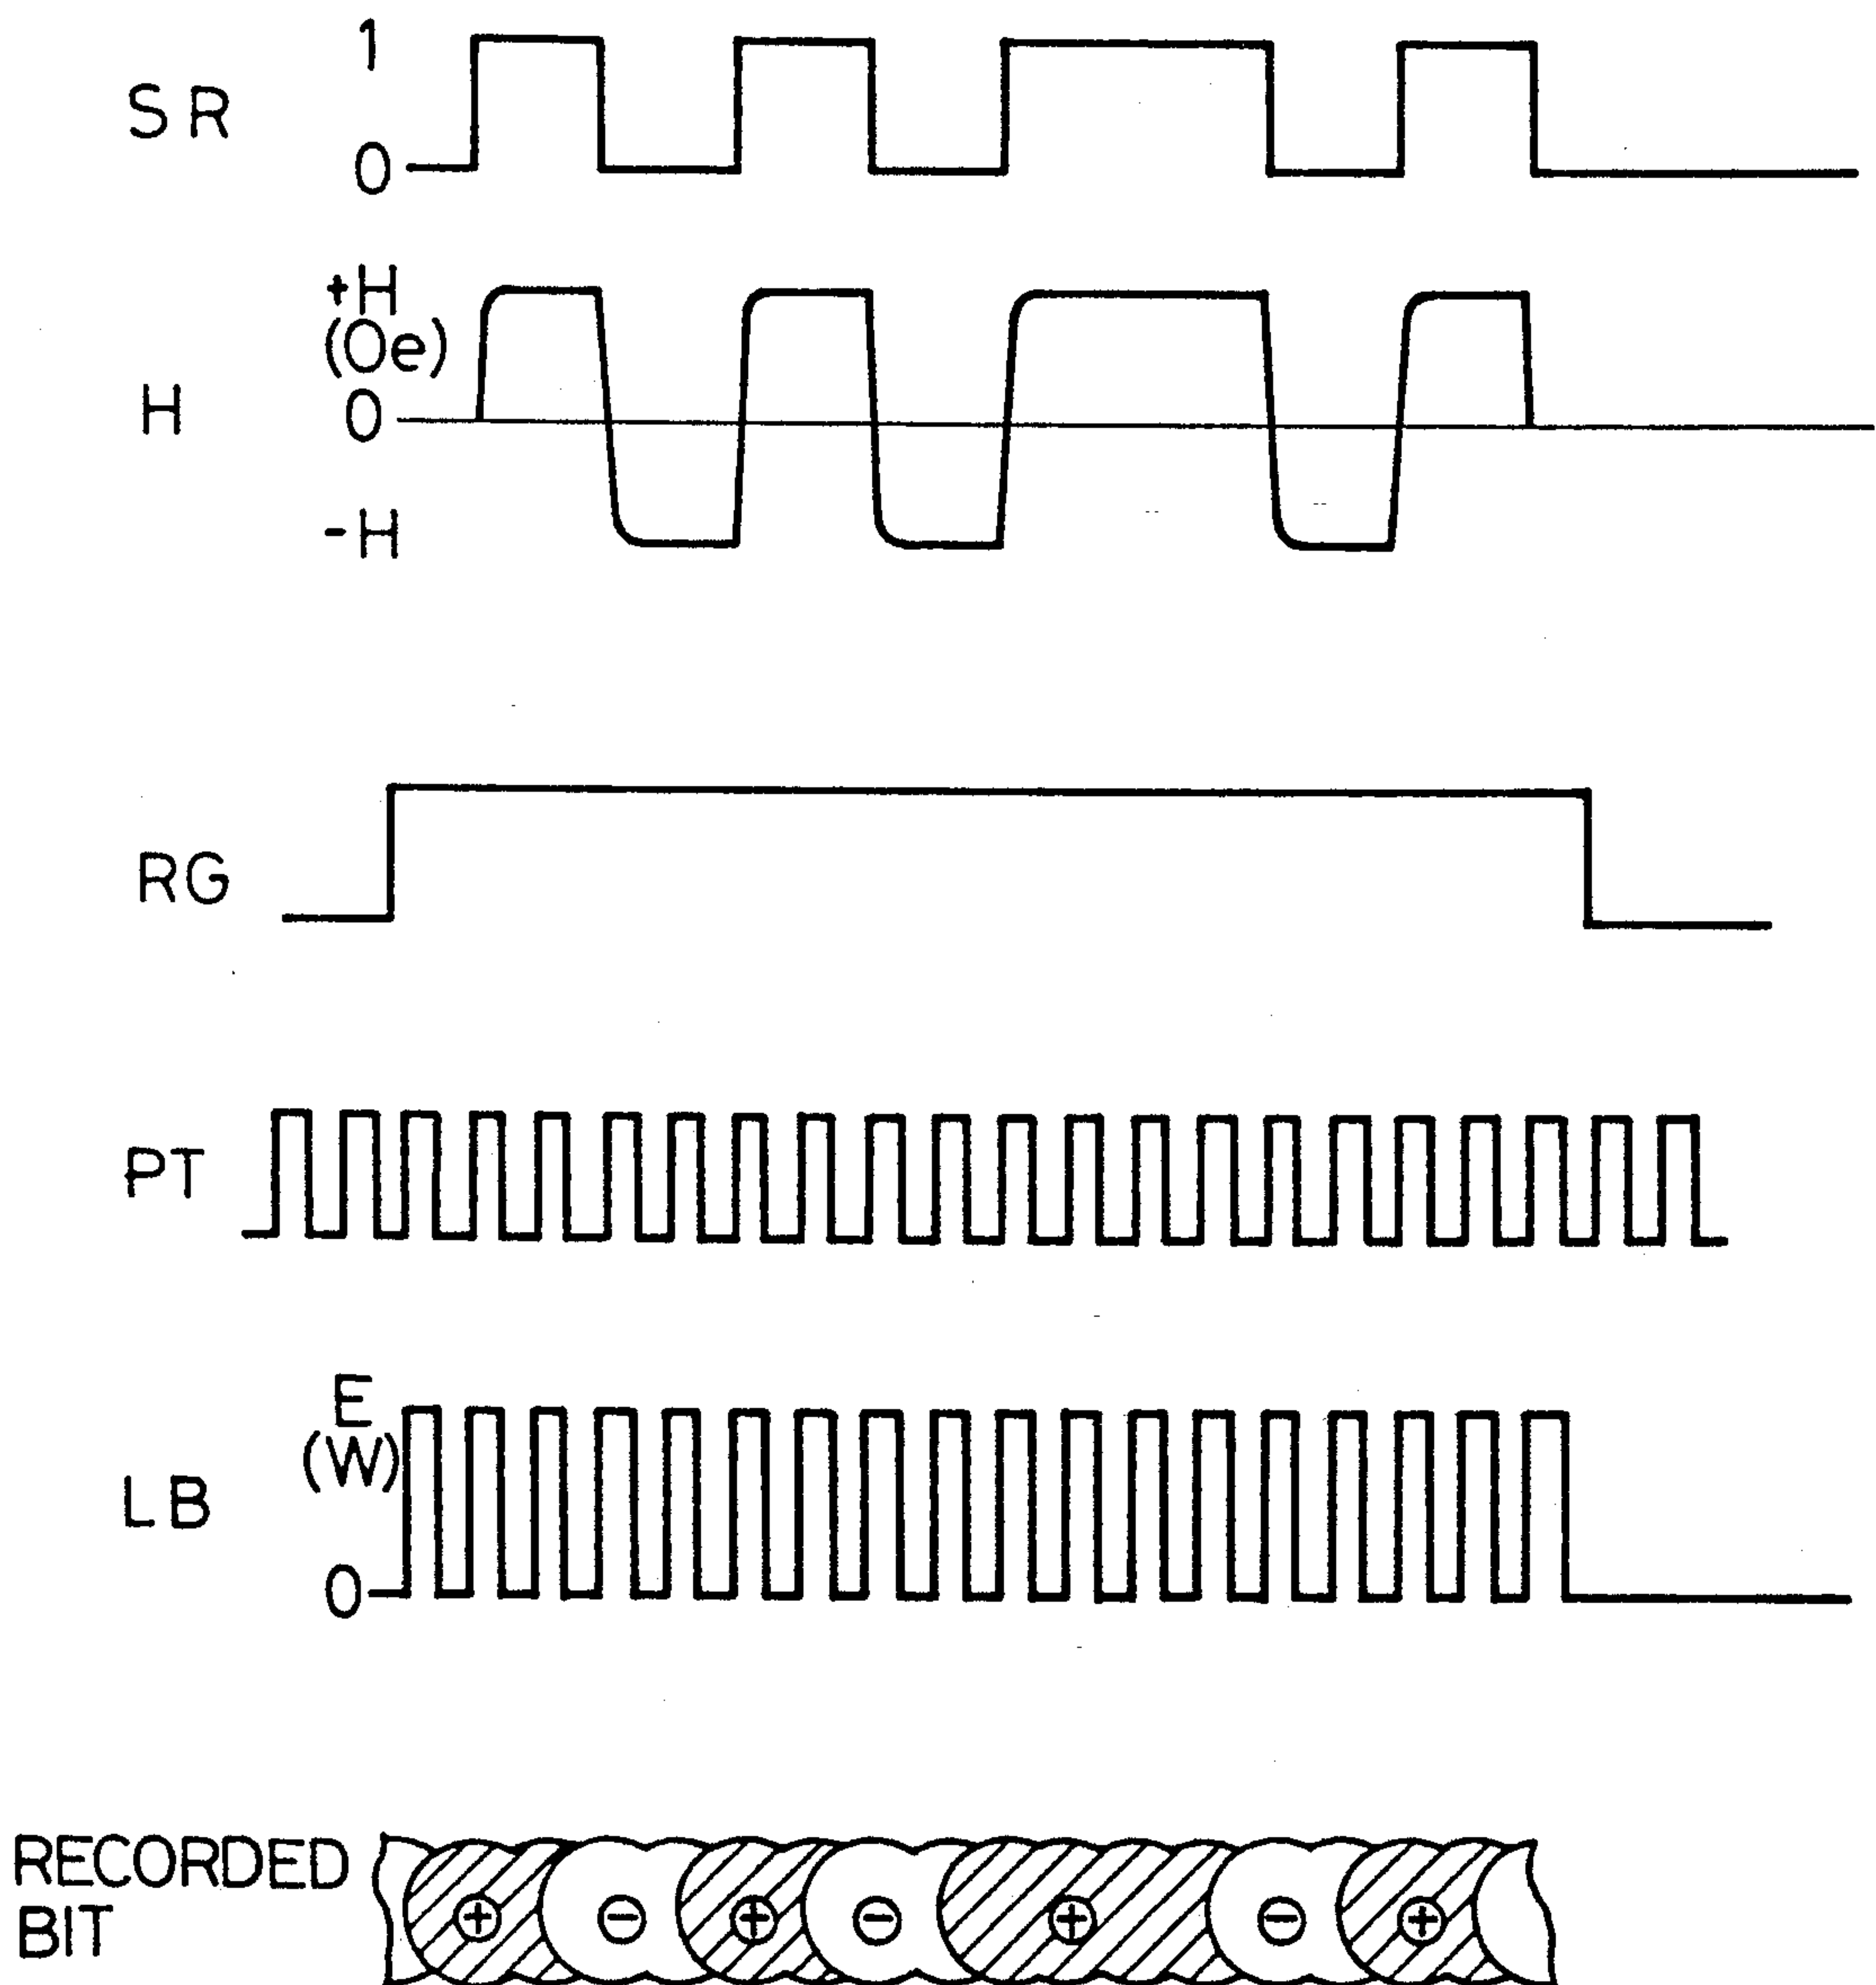 1
SR
0
+H
(Oe)
H
0
-H
RG
PT
E
(W)
LB
0
RECORDED
BIT
+ - + - + - +